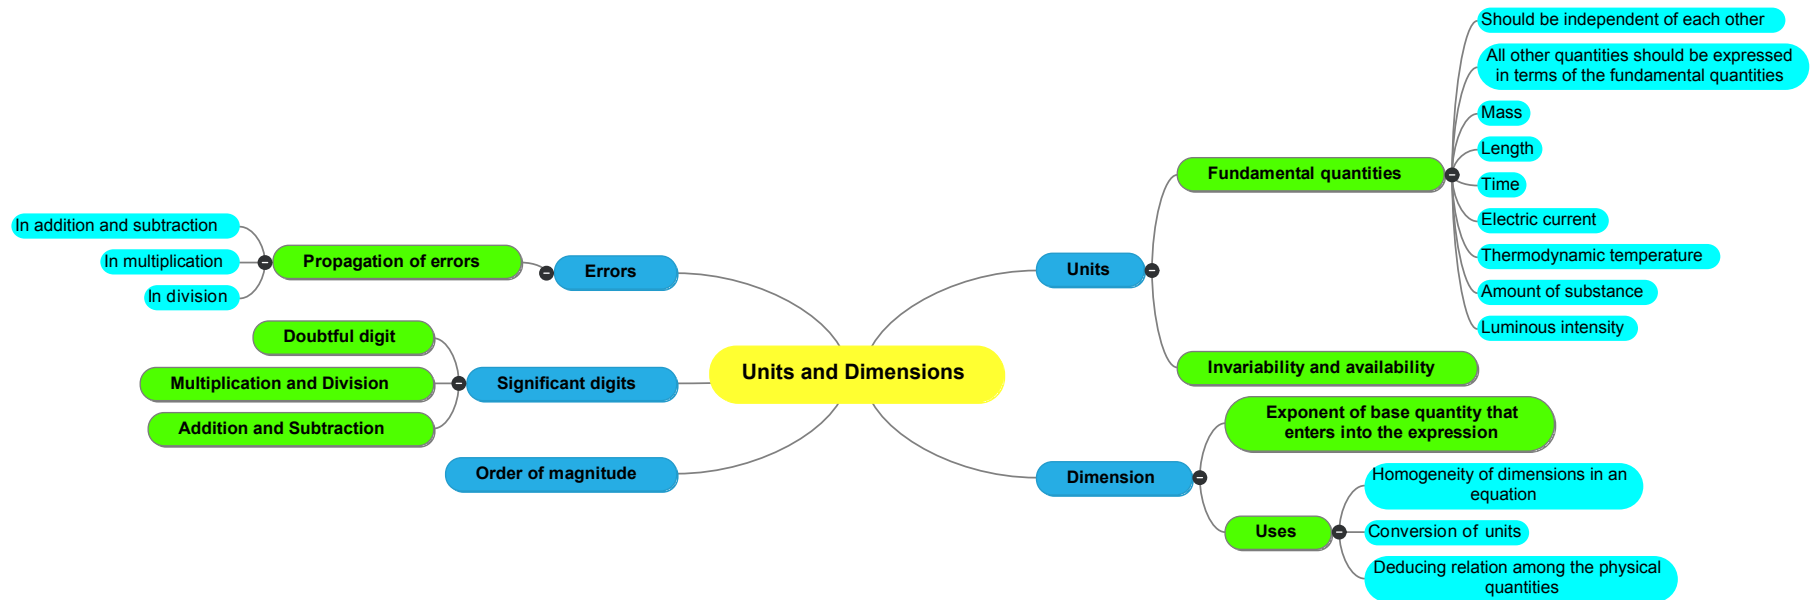 Units and Dimensions
Units
Fundamental quantities
Should be independent of each other
All other quantities should be expressed
in terms of the fundamental quantities
Mass
Length
Time
Electric current
Thermodynamic temperature
Amount of substance
Luminous intensity
Invariability and availability
Dimension
Exponent of base quantity that
enters into the expression
Uses
Homogeneity of dimensions in an
equation
Conversion of units
Deducing relation among the physical
quantities
Errors
Propagation of errors
In addition and subtraction
In multiplication
In division
Significant digits
Doubtful digit
Multiplication and Division
Addition and Subtraction
Order of magnitude